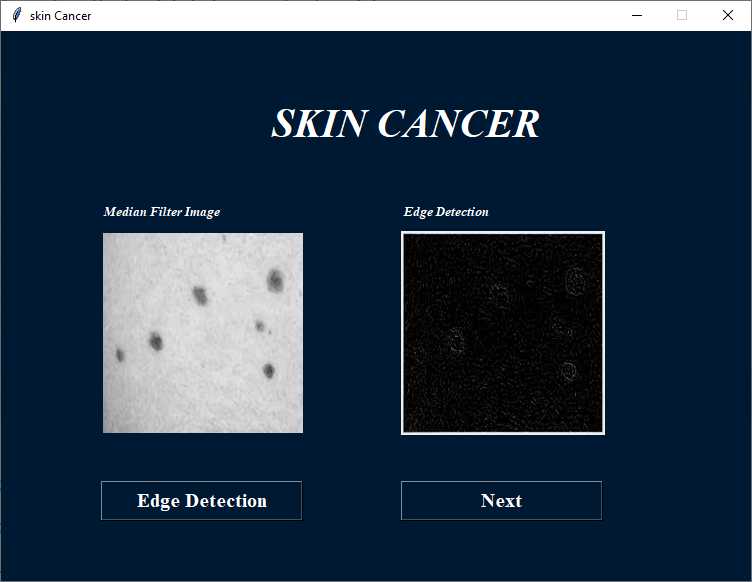 skin Cancer
SKIN CANCER
Median Filter Image
Edge Detection
Edge Detection
Next